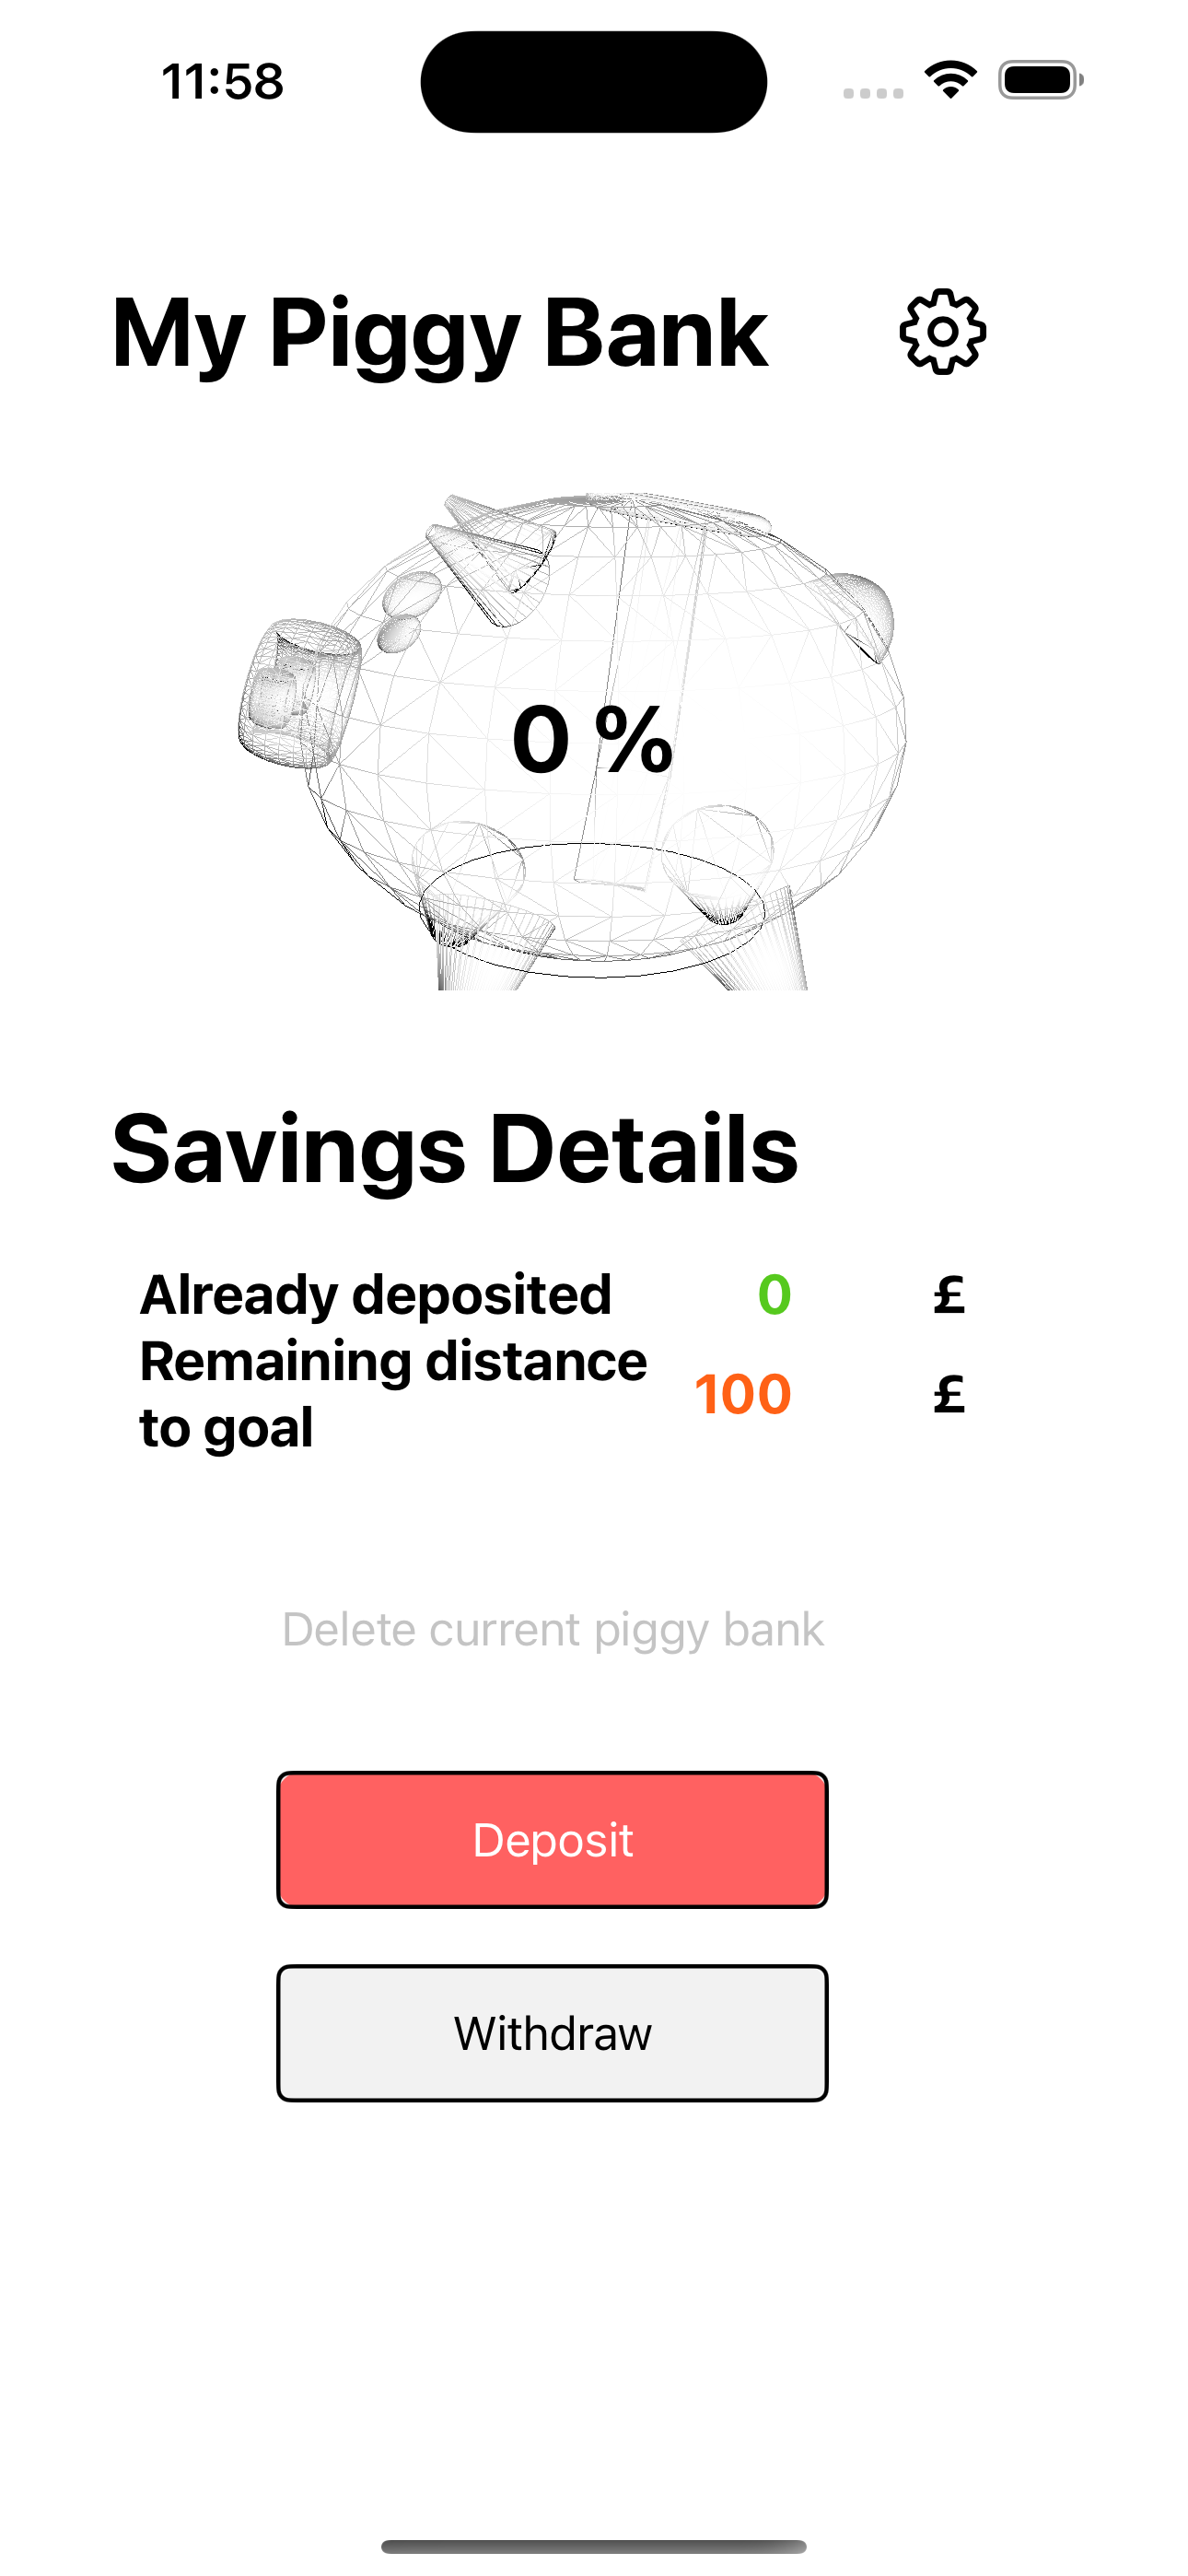 11:58
My Piggy Bank
0 %
Savings Details
Already deposited 0 £
Remaining distance
to goal 100 £
Delete current piggy bank
Deposit
Withdraw